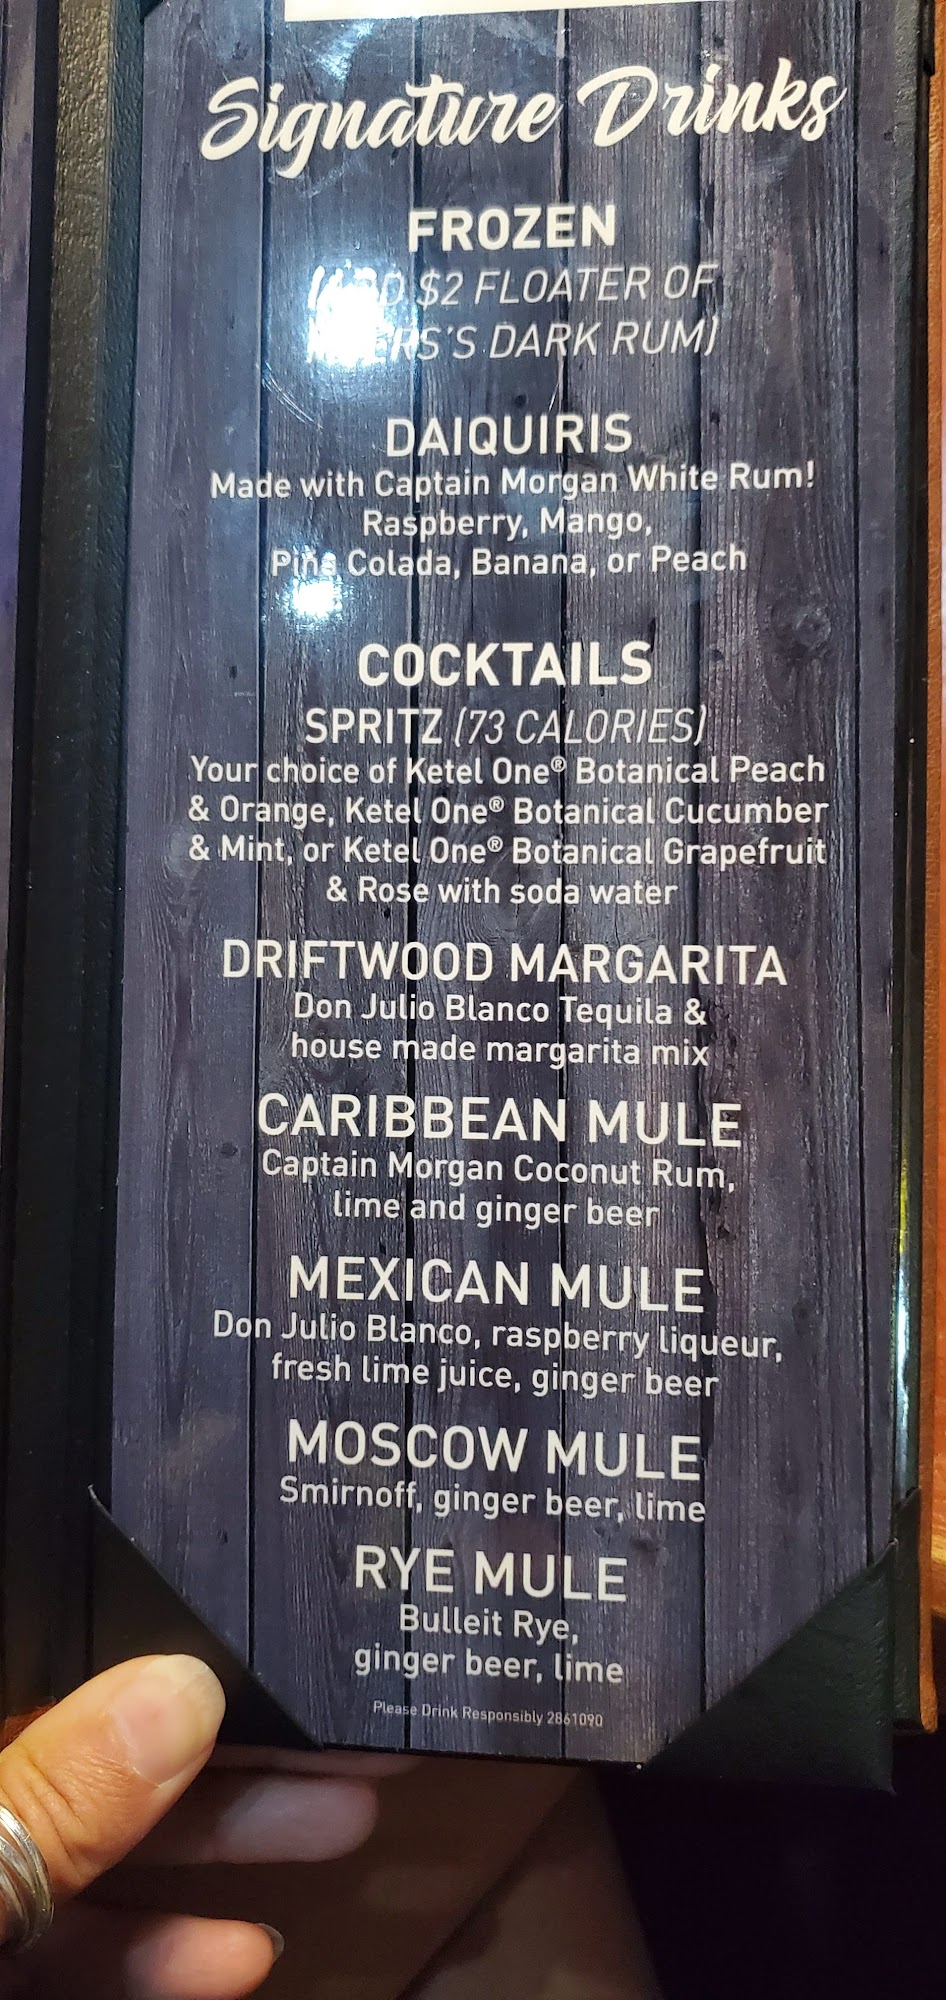 Signature Drinks
FROZEN
(ADD $2 FLOATER OF
DARK RUM)
DAIQUIRIS
Made with Captain Morgan White Rum!
Raspberry, Mango,
Piña Colada, Banana, or Peach
COCKTAILS
SPRITZ (73 CALORIES)
Your choice of Ketel One® Botanical Peach
& Orange, Ketel One® Botanical Cucumber
& Mint, or Ketel One® Botanical Grapefruit
& Rose with soda water
DRIFTWOOD MARGARITA
Don Julio Blanco Tequila &
house made margarita mix
CARIBBEAN MULE
Captain Morgan Coconut Rum,
lime and ginger beer
MEXICAN MULE
Don Julio Blanco, raspberry liqueur,
fresh lime juice, ginger beer
MOSCOW MULE
Smirnoff, ginger beer, lime
RYE MULE
Bulleit Rye,
ginger beer, lime
Please Drink Responsibly 2861090